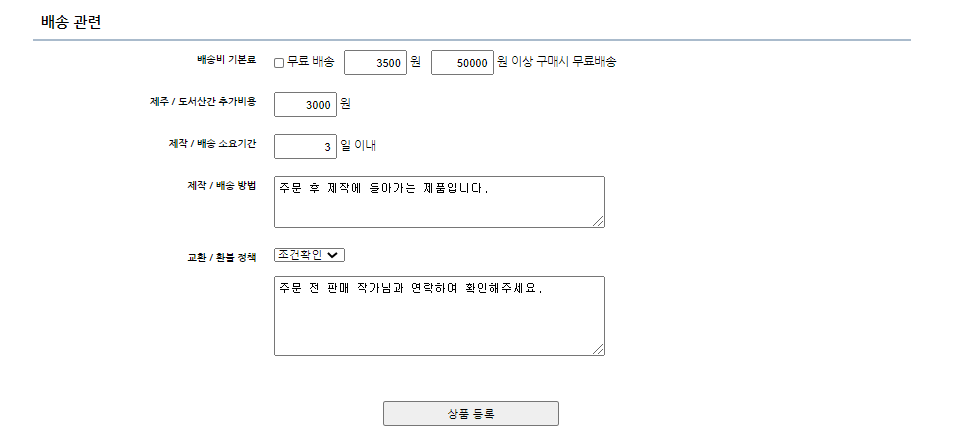 배송 관련
배송비 기본료 무료 배송 3500 원 50000 원 이상 구매시 무료배송
제주 / 도서산간 추가비용 3000 원
제작 / 배송 소요기간 3 일 이내
제작 / 배송 방법 주문 후 제작에 들아가는 제품입니다.
교환 / 환불 정책 조건확인
주문 전 판매 작가님과 연락하여 확인해주세요.
상품 등록